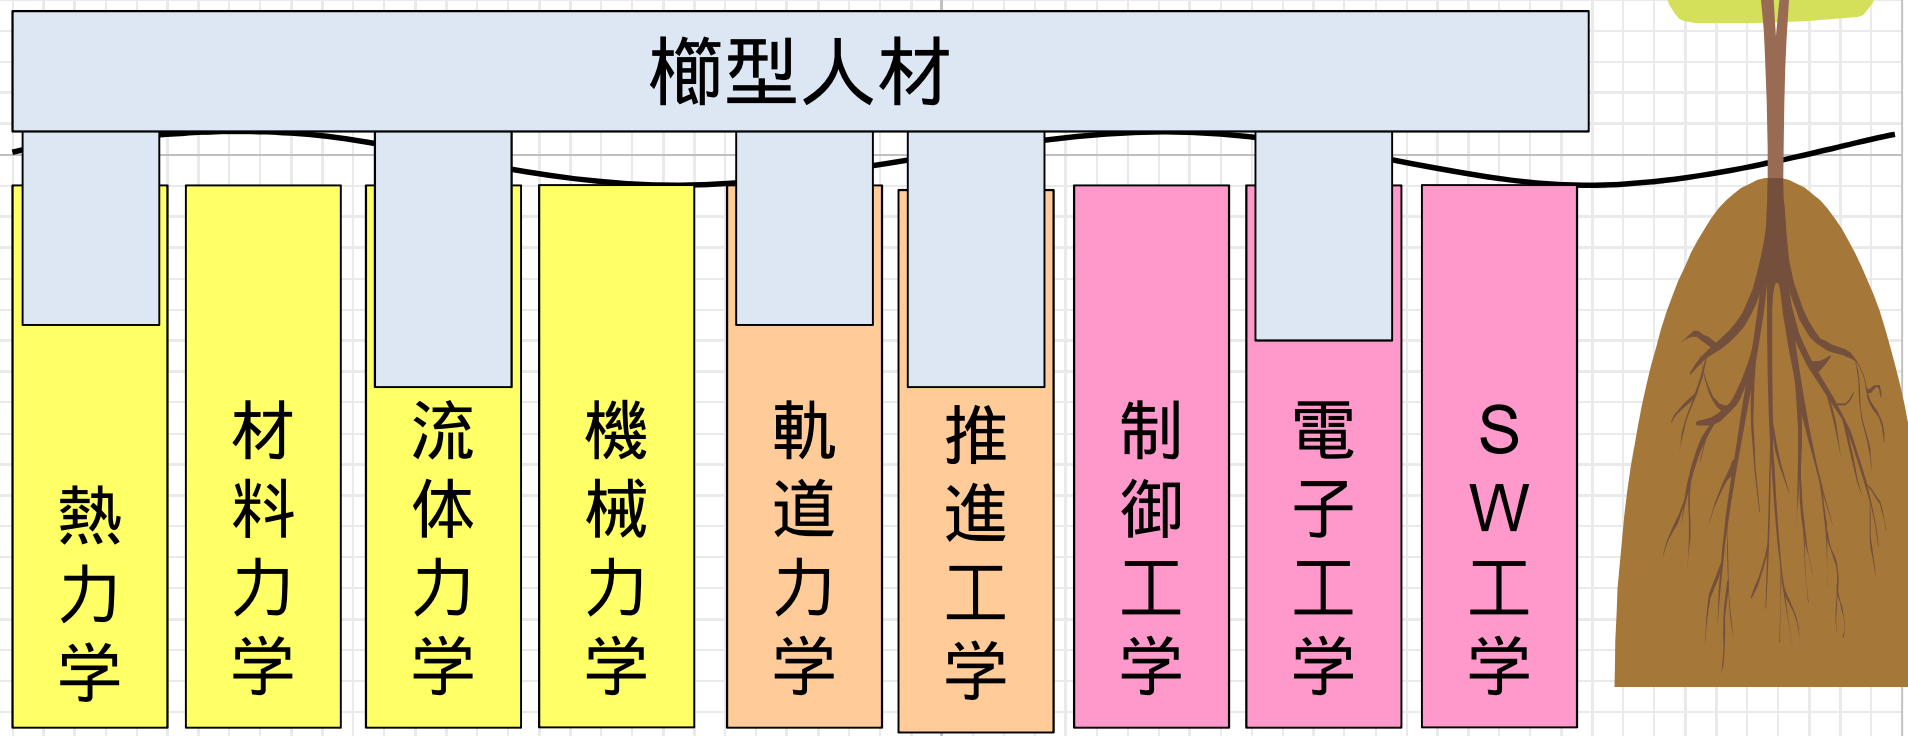 櫛型人材
熱力学
材料力学
流体力学
機械力学
軌道力学
推進工学
制御工学
電子工学
SW工学